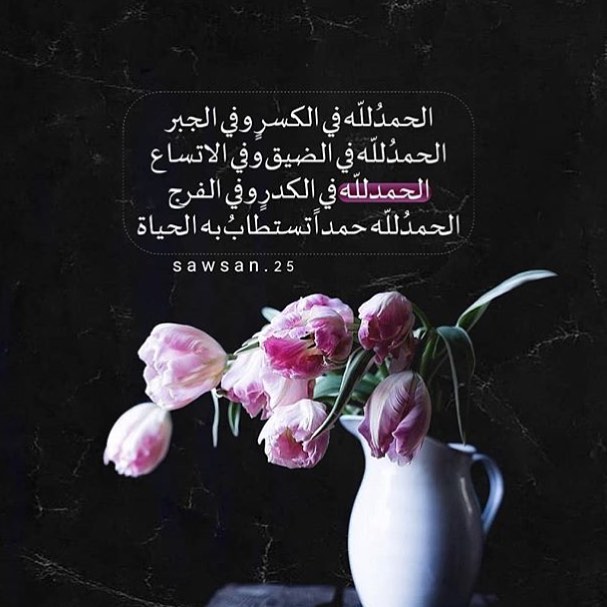 الحمدُللّه في الكسرٍ وفي الجبر
الحمدُللّه في الضيق وفي الاتساع
الحمدللّه في الكدرٍ وفي الفرج
الحمدُللّه حمداً تستطابُ به الحياة
sawsan.25